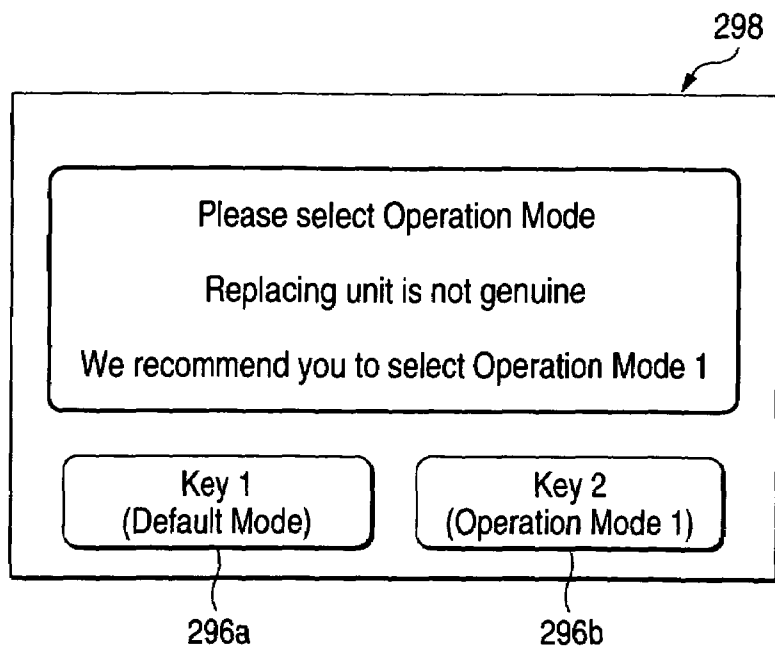 298
Please select Operation Mode
Replacing unit is not genuine
We recommend you to select Operation Mode 1
Key 1
(Default Mode)
Key 2
(Operation Mode 1)
296a
296b